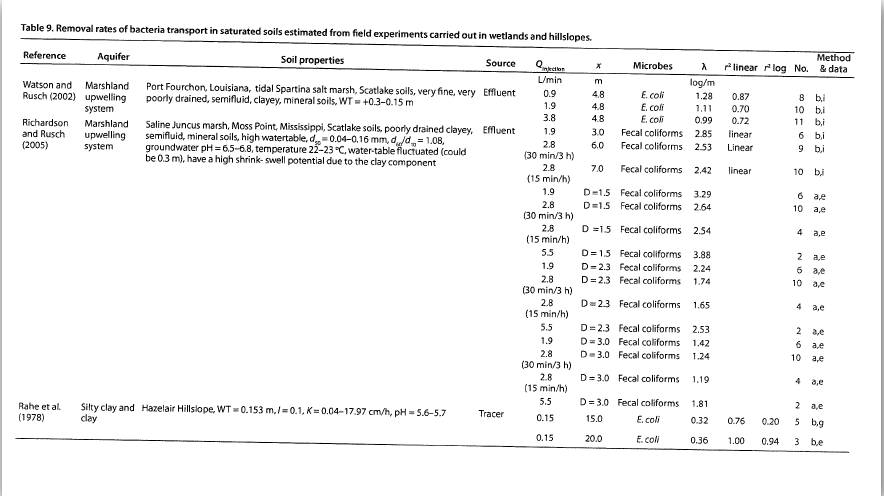 Table 9. Removal rates of bacteria transport in saturated soils estimated from field experiments carried out in wetlands and hillslopes.
Reference Aquifer Soil properties Source Qinjection x Microbes λ r² linear r² log No. Method & data
L/min m log/m
Watson and Rusch (2002) Marshland upwelling system Port Fourchon, Louisiana, tidal Spartina salt marsh, Scatlake soils, very fine, very poorly drained, semifluid, clayey, mineral soils, WT = +0.3–0.15 m Effluent 0.9 4.8 E. coli 1.28 0.87 8 b,i
1.9 4.8 E. coli 1.11 0.70 10 b,i
3.8 4.8 E. coli 0.99 0.72 11 b,i
Richardson and Rusch (2005) Marshland upwelling system Saline Juncus marsh, Moss Point, Mississippi, Scatlake soils, poorly drained clayey, semifluid, mineral soils, high watertable, d50 = 0.04–0.16 mm, d60/d10 = 1.08, groundwater pH = 6.5–6.8, temperature 22–23 °C, water-table fluctuated (could be 0.3 m), have a high shrink- swell potential due to the clay component Effluent 1.9 3.0 Fecal coliforms 2.85 linear 6 b,i
2.8 (30 min/3 h) 6.0 Fecal coliforms 2.53 Linear 9 b,i
2.8 (15 min/h) 7.0 Fecal coliforms 2.42 linear 10 b,i
1.9 D =1.5 Fecal coliforms 3.29 6 a,e
2.8 (30 min/3 h) D =1.5 Fecal coliforms 2.64 10 a,e
2.8 (15 min/h) D =1.5 Fecal coliforms 2.54 4 a,e
5.5 D = 1.5 Fecal coliforms 3.88 2 a,e
1.9 D = 2.3 Fecal coliforms 2.24 6 a,e
2.8 (30 min/3 h) D = 2.3 Fecal coliforms 1.74 10 a,e
2.8 (15 min/h) D = 2.3 Fecal coliforms 1.65 4 a,e
5.5 D = 2.3 Fecal coliforms 2.53 2 a,e
1.9 D = 3.0 Fecal coliforms 1.42 6 a,e
2.8 (30 min/3 h) D = 3.0 Fecal coliforms 1.24 10 a,e
2.8 (15 min/h) D = 3.0 Fecal coliforms 1.19 4 a,e
5.5 D = 3.0 Fecal coliforms 1.81 2 a,e
Rahe et al. (1978) Silty clay and clay Hazelair Hillslope, WT = 0.153 m, I = 0.1, K = 0.04–17.97 cm/h, pH = 5.6–5.7 Tracer 0.15 15.0 E. coli 0.32 0.76 0.20 5 b,g
0.15 20.0 E. coli 0.36 1.00 0.94 3 b,e